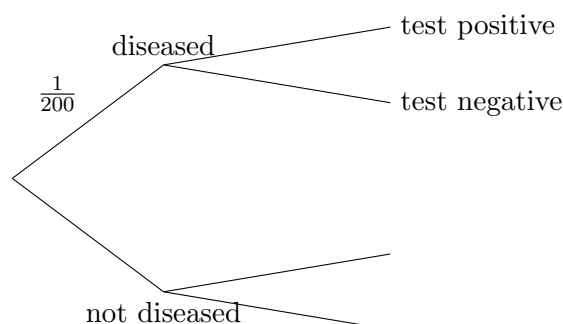 test positive
diseased
1/200
test negative
not diseased